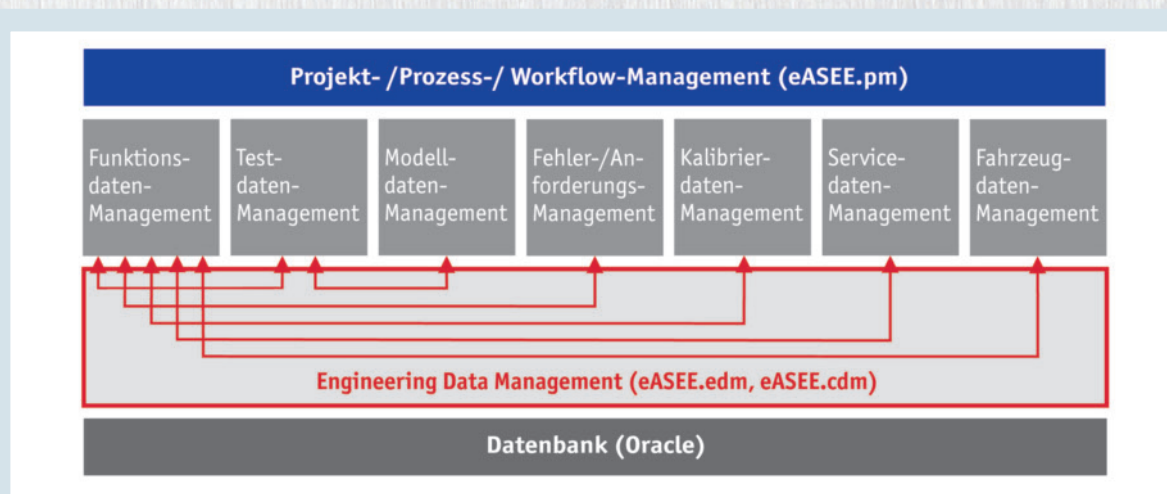 Projekt- /Prozess-/ Workflow-Management (eASEE.pm)
Funktions-
daten-
Management
Test-
daten-
Management
Modell-
daten-
Management
Fehler-/An-
forderungs-
Management
Kalibrier-
daten-
Management
Service-
daten-
Management
Fahrzeug-
daten-
Management
Engineering Data Management (eASEE.edm, eASEE.cdm)
Datenbank (Oracle)